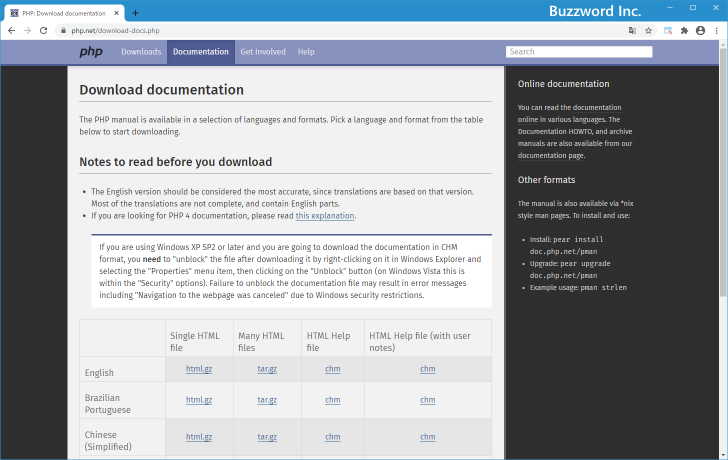 PHP: Download documentation
Buzzword Inc.
php.net/download-docs.php
php Downloads Documentation Get Involved Help Search
Download documentation
The PHP manual is available in a selection of languages and formats. Pick a language and format from the table
below to start downloading.
Notes to read before you download
The English version should be considered the most accurate, since translations are based on that version.
Most of the translations are not complete, and contain English parts.
If you are looking for PHP 4 documentation, please read this explanation.
If you are using Windows XP SP2 or later and you are going to download the documentation in CHM
format, you need to "unblock" the file after downloading it by right-clicking on it in Windows Explorer and
selecting the "Properties" menu item, then clicking on the "Unblock" button (on Windows Vista this is
within the "Security" options). Failure to unblock the documentation file may result in error messages
including "Navigation to the webpage was canceled" due to Windows security restrictions.
Single HTML
file
Many HTML
files
HTML Help
file
HTML Help file (with user
notes)
English html.gz tar.gz chm chm
Brazilian
Portuguese
html.gz tar.gz chm chm
Chinese
(Simplified)
html.gz tar.gz chm chm
Online documentation
You can read the documentation
online in various languages. The
Documentation HOWTO, and archive
manuals are also available from our
documentation page.
Other formats
The manual is also available via *nix
style man pages. To install and use:
Install: pear install
doc.php.net/pman
Upgrade: pear upgrade
doc.php.net/pman
Example usage: pman strlen